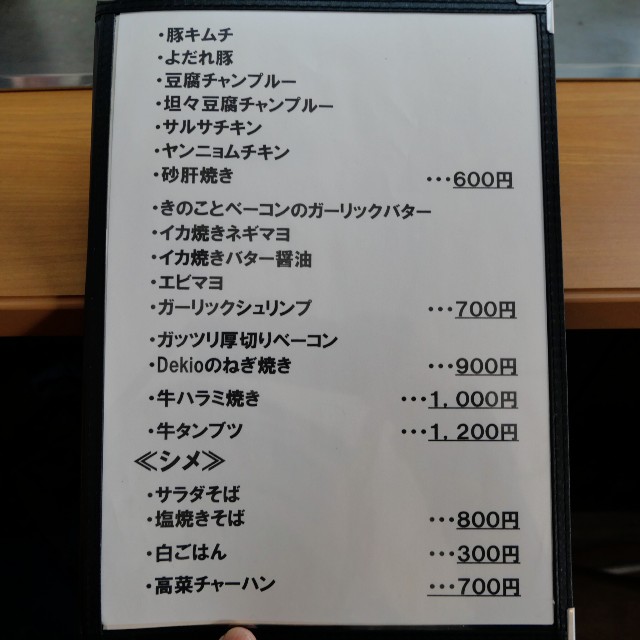 ・豚キムチ
・よだれ豚
・豆腐チャンプルー
・坦々豆腐チャンプルー
・サルサチキン
・ヤンニョムチキン
・砂肝焼き ･･･600円
・きのことベーコンのガーリックバター
・イカ焼きネギマヨ
・イカ焼きバター醤油
・エビマヨ
・ガーリックシュリンプ ･･･700円
・ガッツリ厚切りベーコン
・Dekioのねぎ焼き ･･･900円
・牛ハラミ焼き ･･･1,000円
・牛タンブツ ･･･1,200円
≪シメ≫
・サラダそば
・塩焼きそば ･･･800円
・白ごはん ･･･300円
・高菜チャーハン ･･･700円